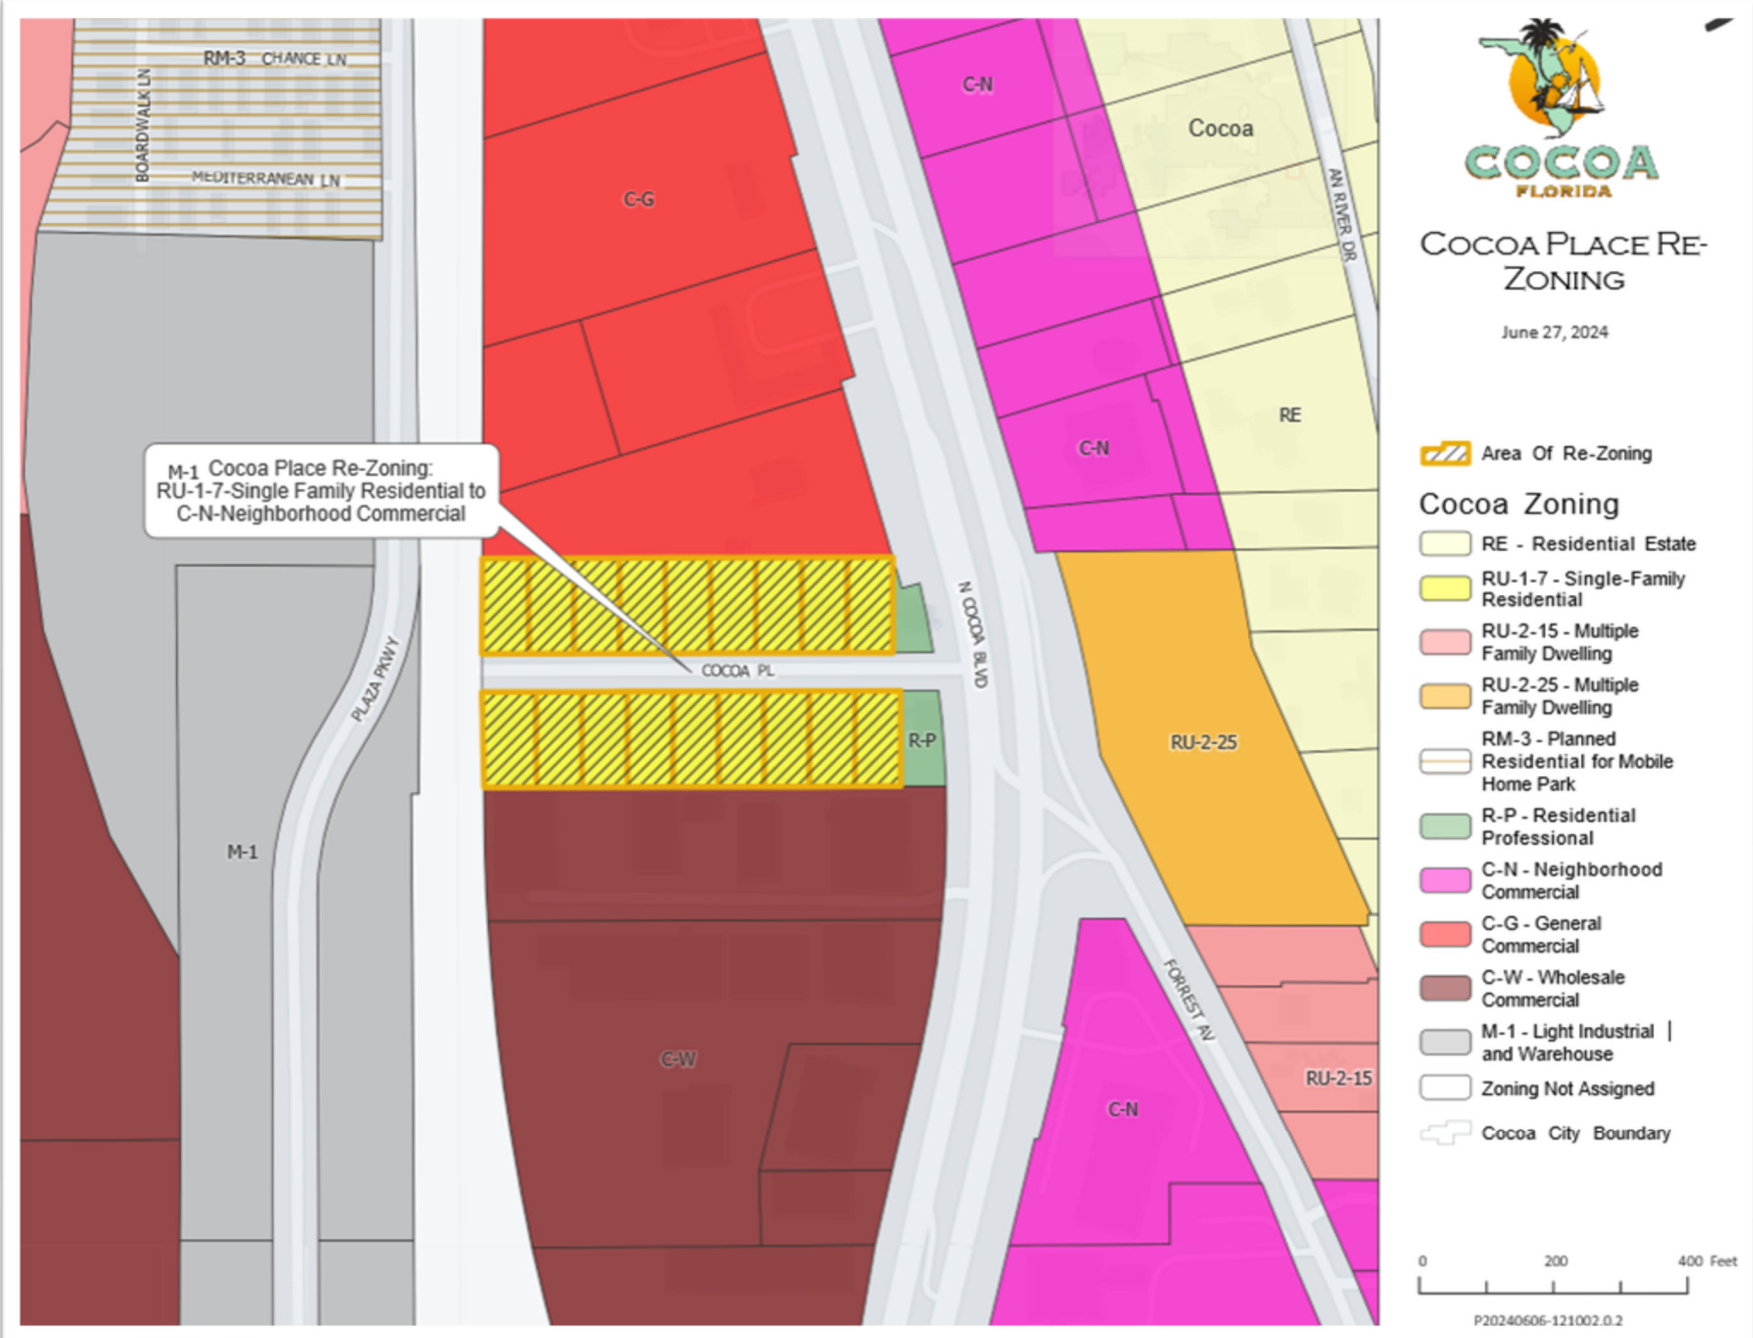 RM-3
CHANCE LN
BOARDWALK LN
MEDITERRANEAN LN
C-G
C-N
Cocoa
AN RIVER DR
RE
C-N
M-1 Cocoa Place Re-Zoning:
RU-1-7-Single Family Residential to
C-N-Neighborhood Commercial
N COCOA BLVD
PLAZA PKWY
COCOA PL
R-P
RU-2-25
M-1
C-W
FORREST AV
RU-2-15
C-N
COCOA
FLORIDA
COCOA PLACE RE-
ZONING
June 27, 2024
Area Of Re-Zoning
Cocoa Zoning
RE - Residential Estate
RU-1-7 - Single-Family
Residential
RU-2-15 - Multiple
Family Dwelling
RU-2-25 - Multiple
Family Dwelling
RM-3 - Planned
Residential for Mobile
Home Park
R-P - Residential
Professional
C-N - Neighborhood
Commercial
C-G - General
Commercial
C-W - Wholesale
Commercial
M-1 - Light Industrial
and Warehouse
Zoning Not Assigned
Cocoa City Boundary
0 200 400 Feet
P20240606-121002.0.2